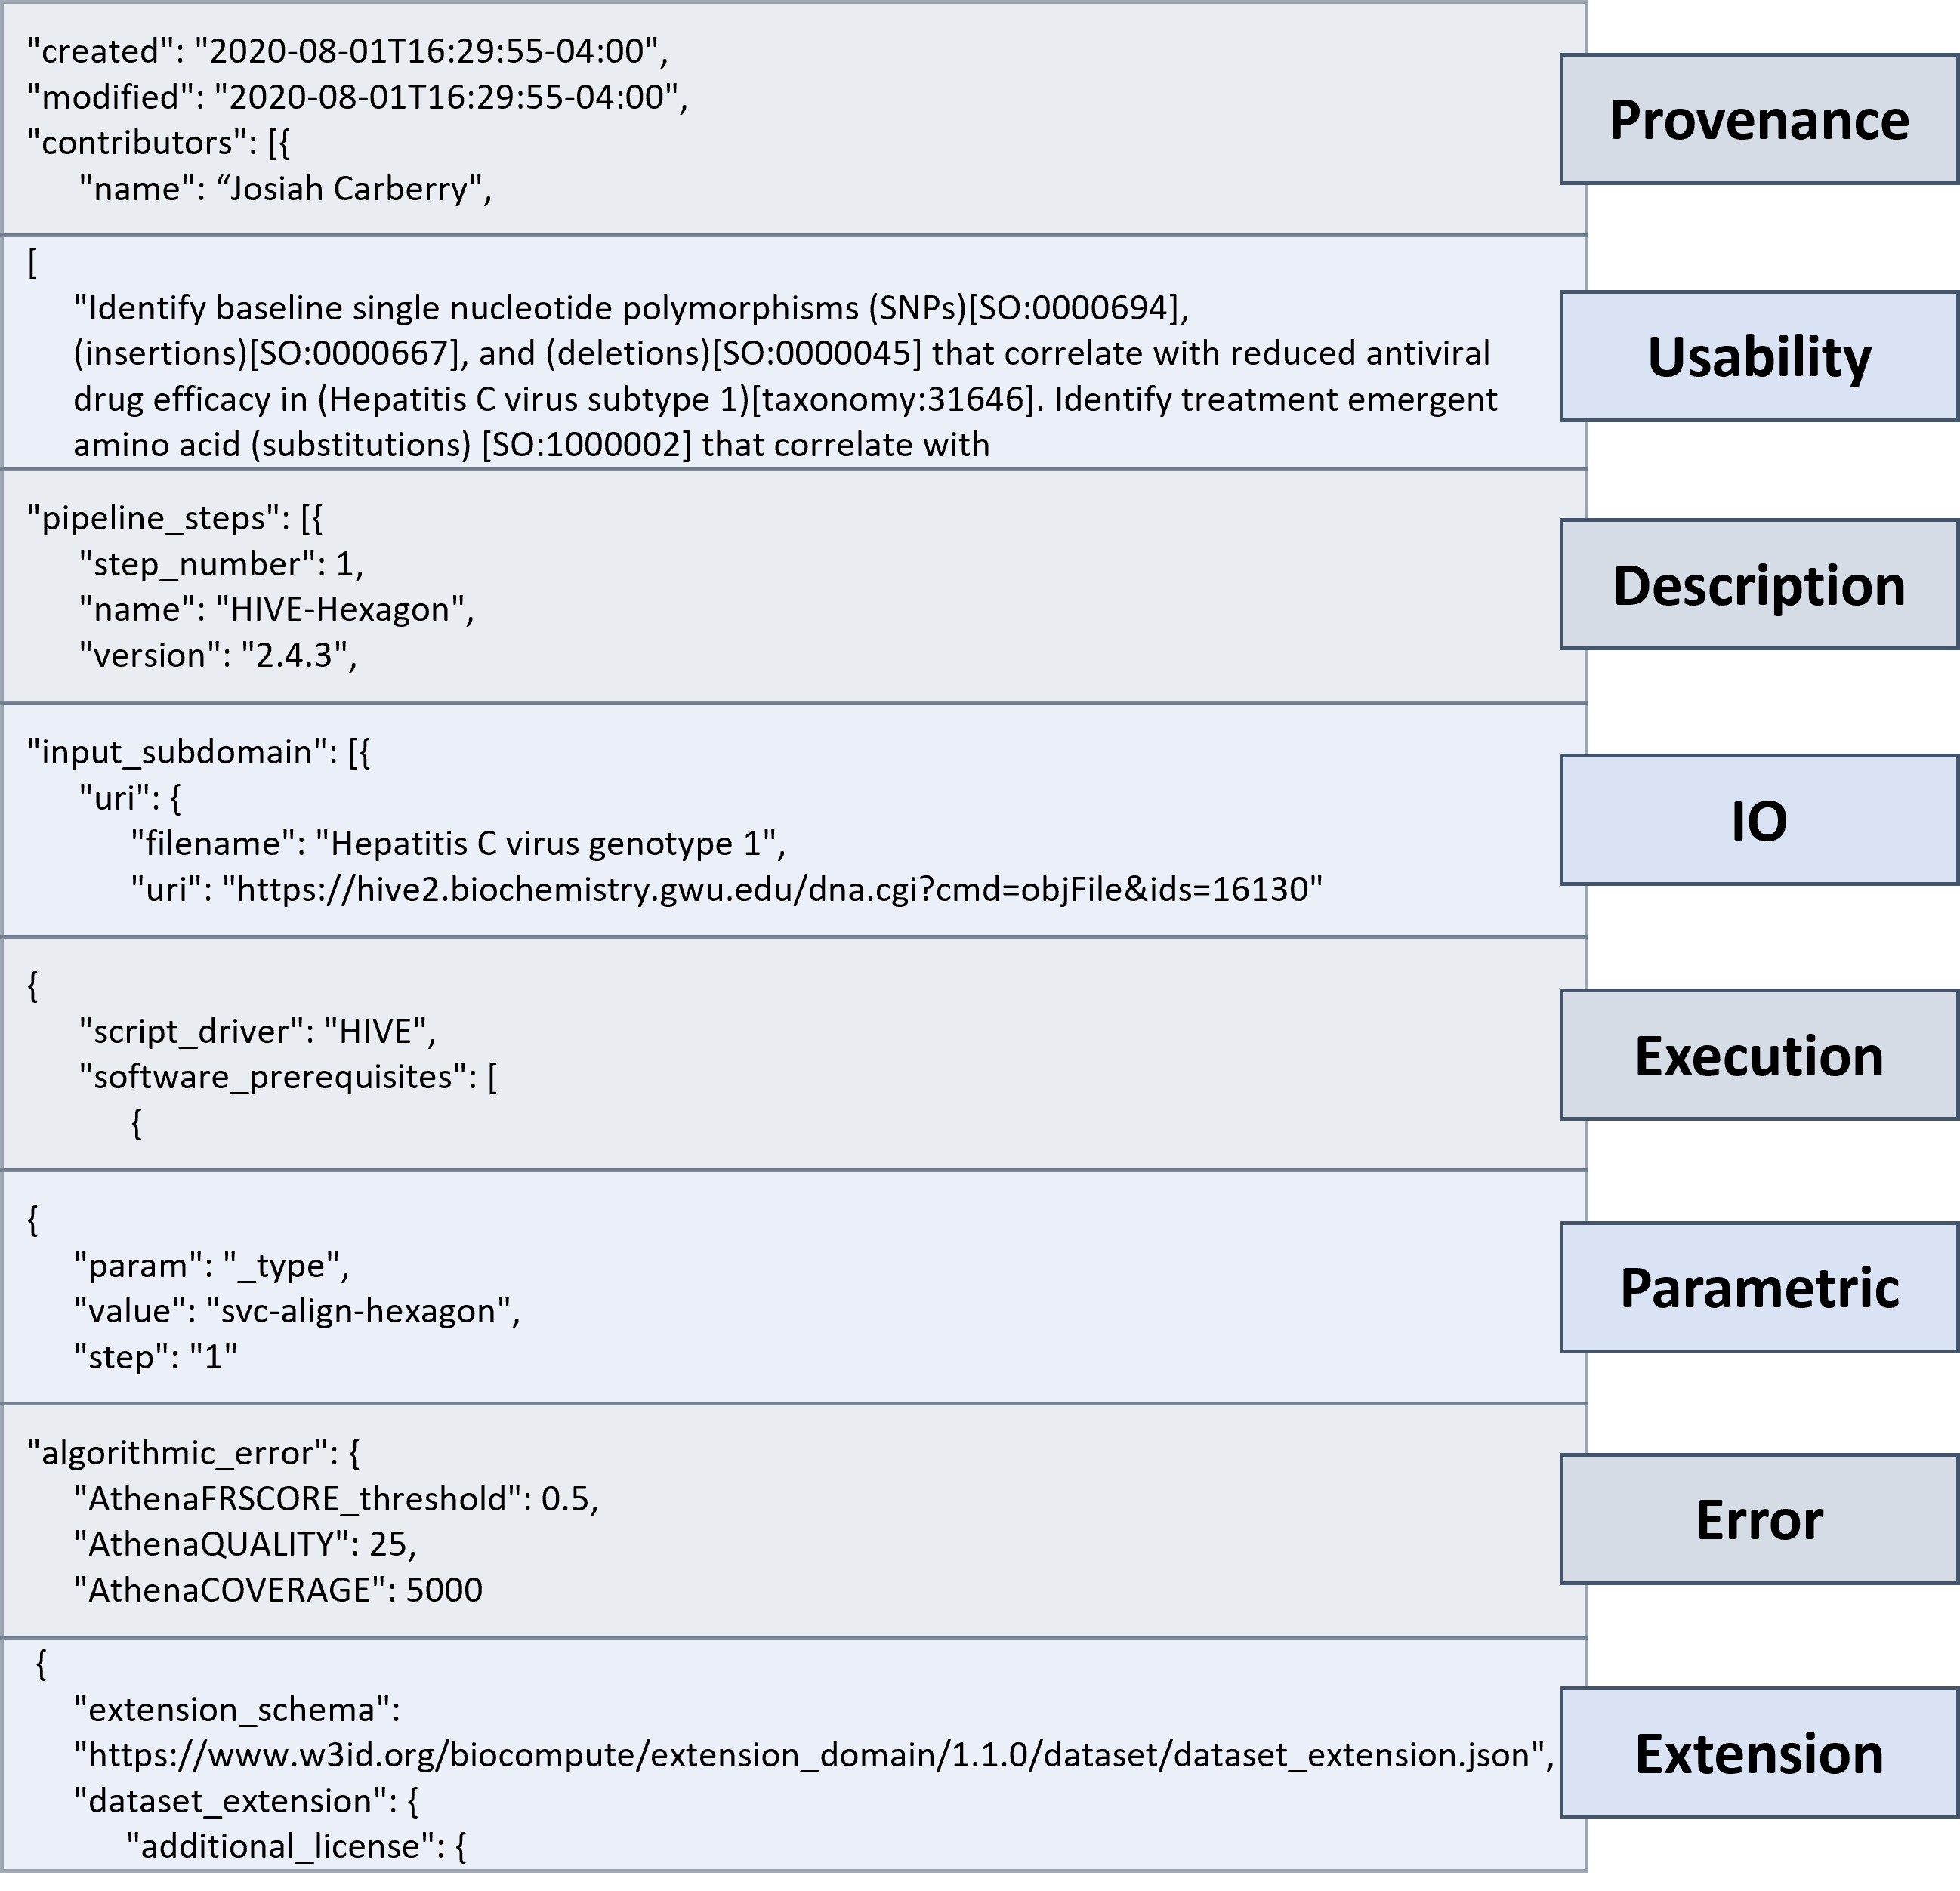 "created": "2020-08-01T16:29:55-04:00",
"modified": "2020-08-01T16:29:55-04:00",
"contributors": [{
"name": “Josiah Carberry",
Provenance
[
"Identify baseline single nucleotide polymorphisms (SNPs)[SO:0000694],
(insertions)[SO:0000667], and (deletions)[SO:0000045] that correlate with reduced antiviral
drug efficacy in (Hepatitis C virus subtype 1)[taxonomy:31646]. Identify treatment emergent
amino acid (substitutions) [SO:1000002] that correlate with
Usability
"pipeline_steps": [{
"step_number": 1,
"name": "HIVE-Hexagon",
"version": "2.4.3",
Description
"input_subdomain": [{
"uri": {
"filename": "Hepatitis C virus genotype 1",
"uri": "https://hive2.biochemistry.gwu.edu/dna.cgi?cmd=objFile&ids=16130"
IO
{
"script_driver": "HIVE",
"software_prerequisites": [
{
Execution
{
"param": "_type",
"value": "svc-align-hexagon",
"step": "1"
Parametric
"algorithmic_error": {
"AthenaFRSCORE_threshold": 0.5,
"AthenaQUALITY": 25,
"AthenaCOVERAGE": 5000
Error
{
"extension_schema":
"https://www.w3id.org/biocompute/extension_domain/1.1.0/dataset/dataset_extension.json",
"dataset_extension": {
"additional_license": {
Extension